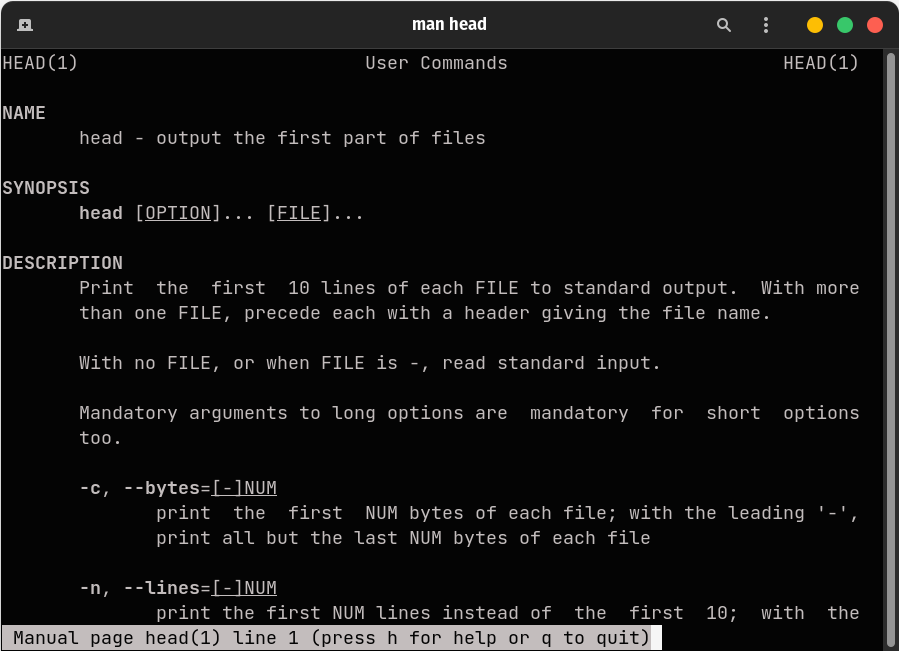 man head
HEAD(1) User Commands HEAD(1)
NAME
head - output the first part of files
SYNOPSIS
head [OPTION]... [FILE]...
DESCRIPTION
Print the first 10 lines of each FILE to standard output. With more
than one FILE, precede each with a header giving the file name.
With no FILE, or when FILE is -, read standard input.
Mandatory arguments to long options are mandatory for short options
too.
-c, --bytes=[-]NUM
print the first NUM bytes of each file; with the leading '-',
print all but the last NUM bytes of each file
-n, --lines=[-]NUM
print the first NUM lines instead of the first 10; with the
Manual page head(1) line 1 (press h for help or q to quit)